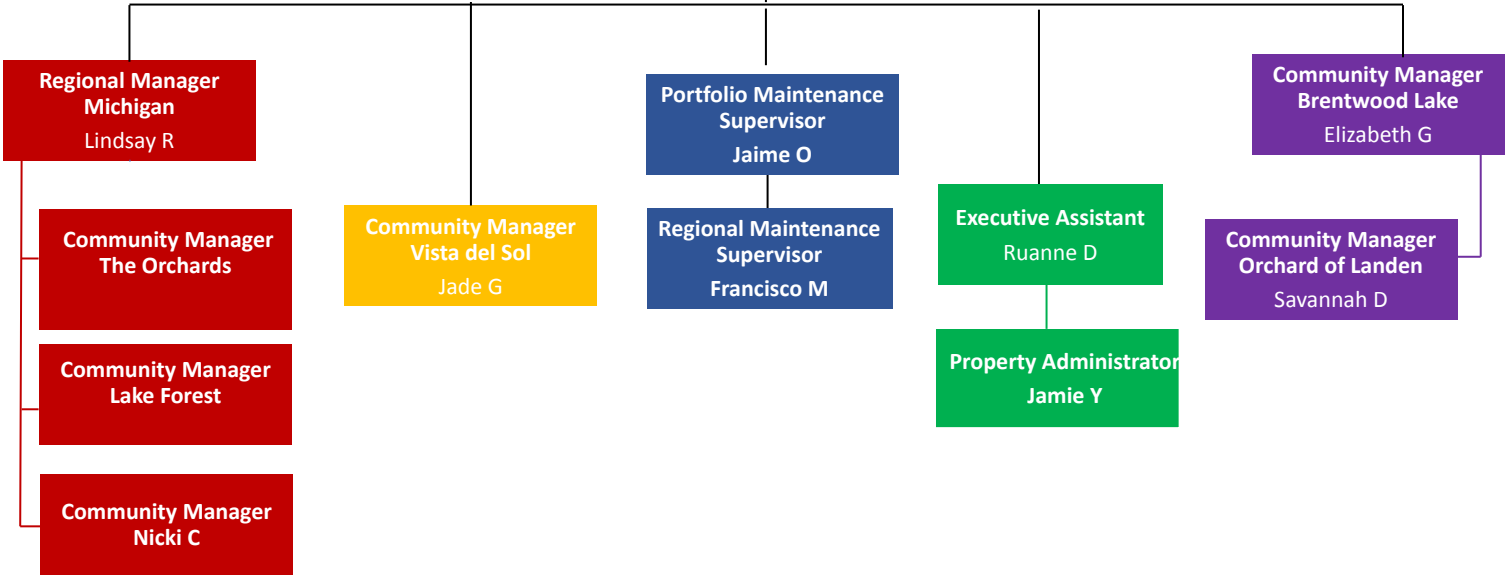 Regional Manager
Michigan
Lindsay R
Community Manager
The Orchards
Community Manager
Lake Forest
Community Manager
Nicki C
Community Manager
Vista del Sol
Jade G
Portfolio Maintenance
Supervisor
Jaime O
Regional Maintenance
Supervisor
Francisco M
Executive Assistant
Ruanne D
Property Administrator
Jamie Y
Community Manager
Brentwood Lake
Elizabeth G
Community Manager
Orchard of Landen
Savannah D